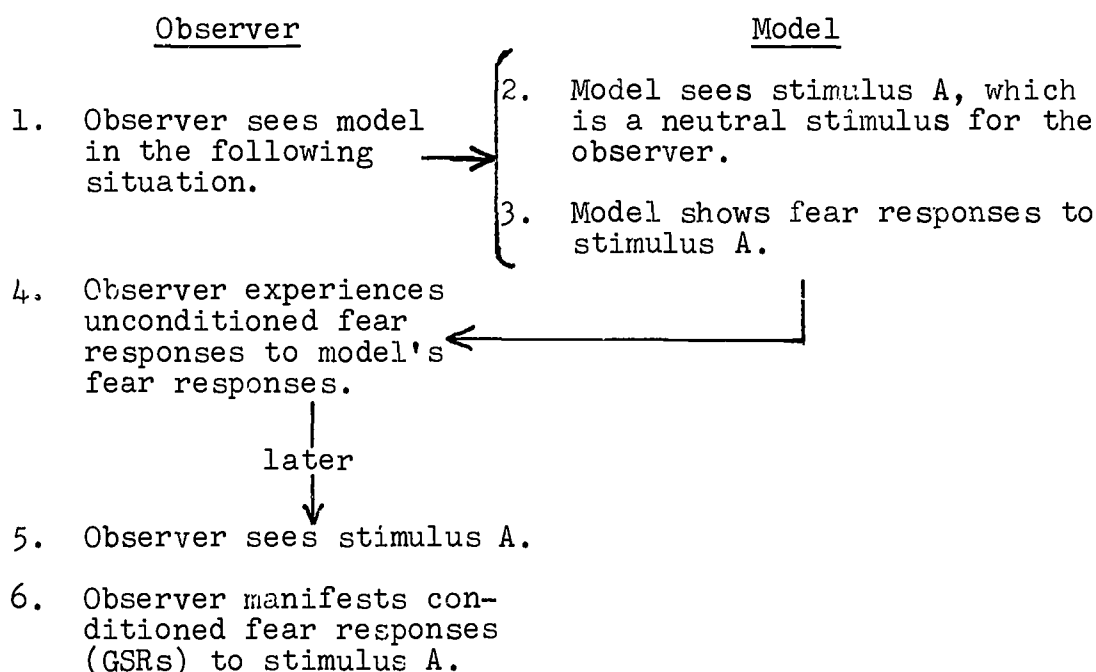 Observer
Model
1. Observer sees model
in the following
situation.
2. Model sees stimulus A, which
is a neutral stimulus for the
observer.
3. Model shows fear responses to
stimulus A.
4. Observer experiences
unconditioned fear
responses to model's
fear responses.
later
5. Observer sees stimulus A.
6. Observer manifests con-
ditioned fear responses
(GSRs) to stimulus A.